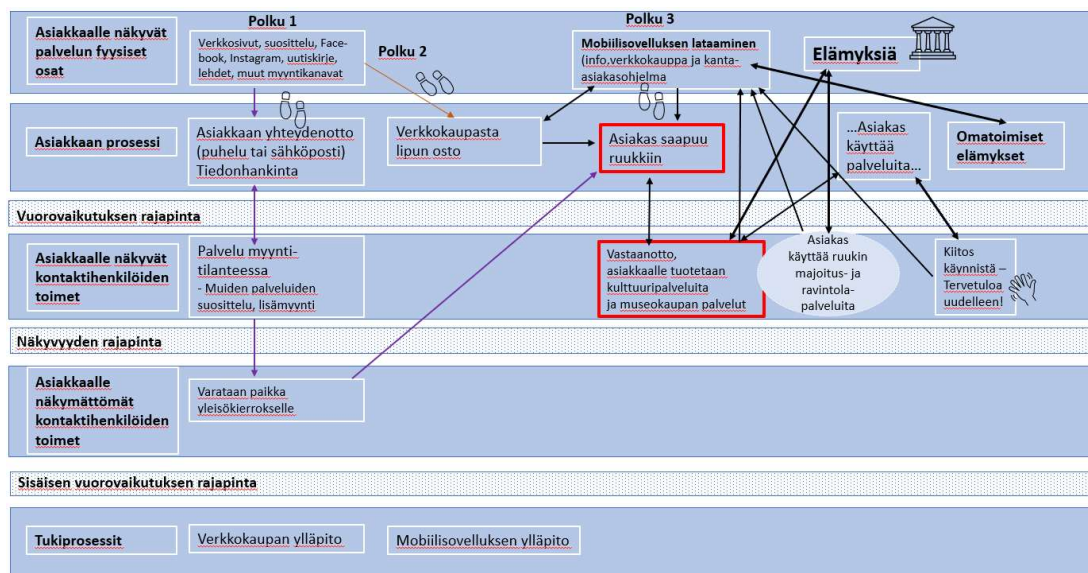 Polku 1
Polku 2
Polku 3
Asiakkaalle näkyvät
palvelun fyysiset
osat
Verkkosivut, suosittelu, Face-
book, Instagram, uutiskirje,
lehdet, muut myyntikanavat
Mobiilisovelluksen lataaminen
(info,verkkokauppa ja kanta-
asiakasohjelma
Elämyksiä
Asiakkaan prosessi
Asiakkaan yhteydenotto
(puhelu tai sähköposti)
Tiedonhankinta
Verkkokaupasta
lipun osto
Asiakas saapuu
ruukkiin
...Asiakas
käyttää
palveluita...
Omatoimiset
elämykset
Vuorovaikutuksen rajapinta
Asiakkaalle näkyvät
kontaktihenkilöiden
toimet
Palvelu myynti-
tilanteessa
- Muiden palveluiden
suosittelu, lisämyynti
Vastaanotto,
asiakkaalle tuotetaan
kulttuuripalveluita
ja museokaupan palvelut
Asiakas
käyttää ruukin
majoitus- ja
ravintola-
palveluita
Kiitos
käynnistä –
Tervetuloa
uudelleen!
Näkyvyyden rajapinta
Asiakkaalle
näkymättömät
kontaktihenkilöiden
toimet
Varataan paikka
yleisökierrokselle
Sisäisen vuorovaikutuksen rajapinta
Tukiprosessit
Verkkokaupan ylläpito
Mobiilisovelluksen ylläpito